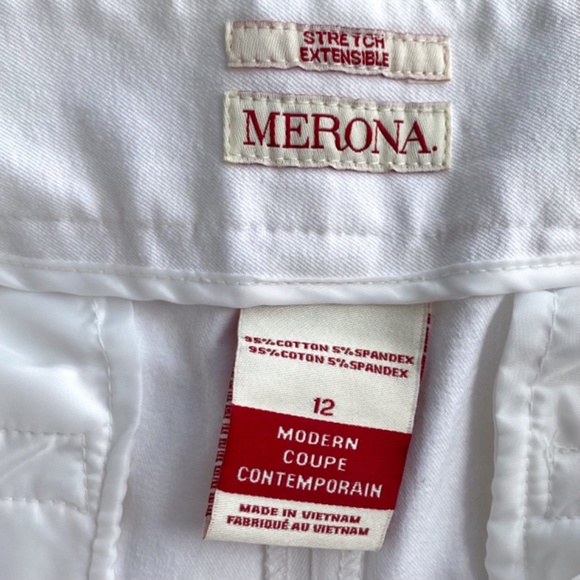 STRETCH
EXTENSIBLE
MERONA.
95% COTTON 5% SPANDEX
95% COTON 5% SPANDEX
12
MODERN
COUPE
CONTEMPORAIN
MADE IN VIETNAM
FABRIQUÉ AU VIETNAM